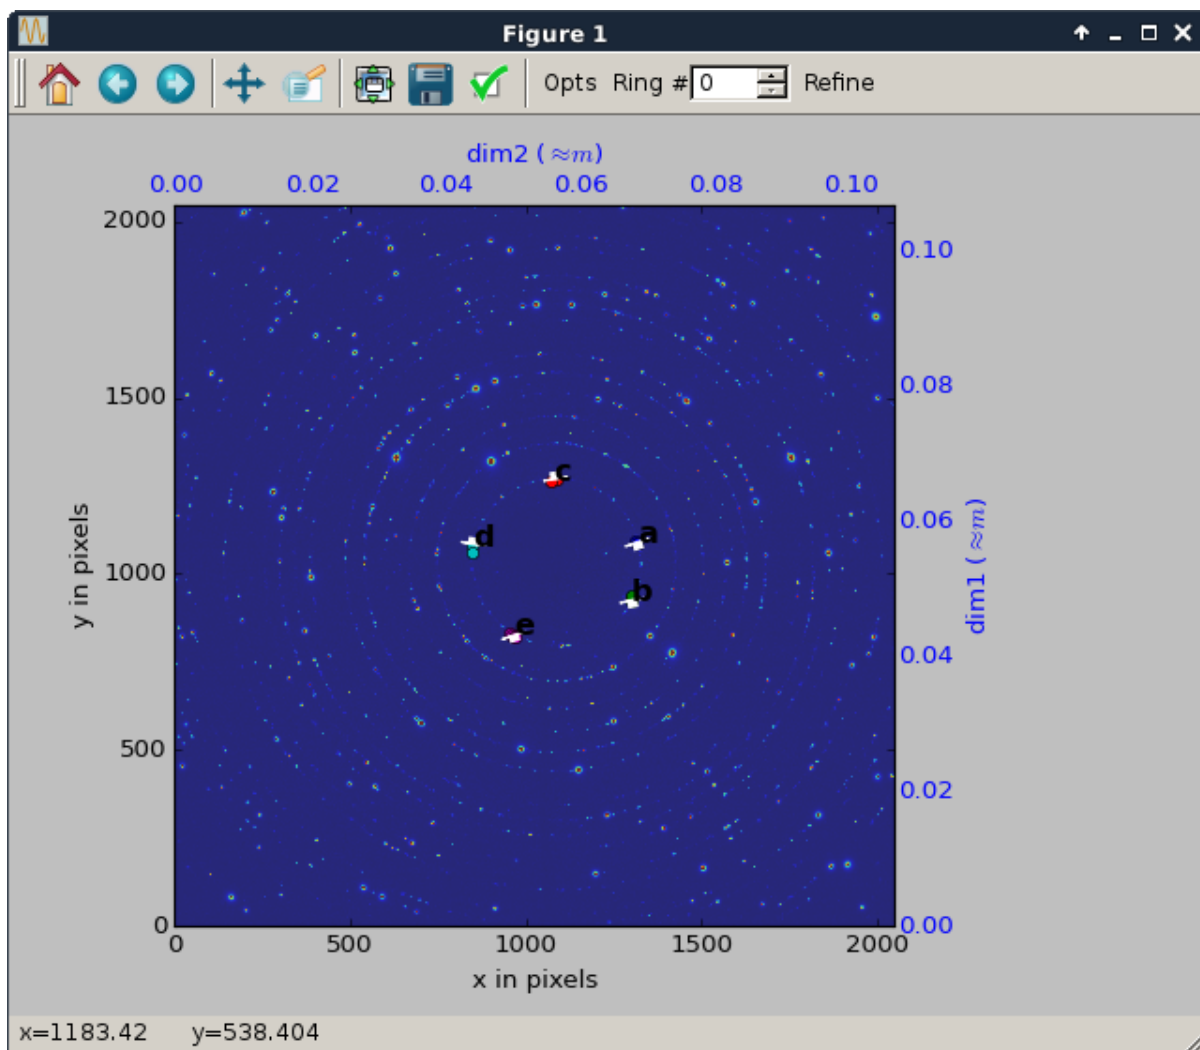 Figure 1
Opts Ring # 0 Refine
dim2 (≈m)
0.00 0.02 0.04 0.06 0.08 0.10
2000
1500
1000
500
0
y in pixels
c
d
a
b
e
0.10
0.08
0.06
0.04
0.02
0.00
dim1 (≈m)
0 500 1000 1500 2000
x in pixels
x=1183.42 y=538.404